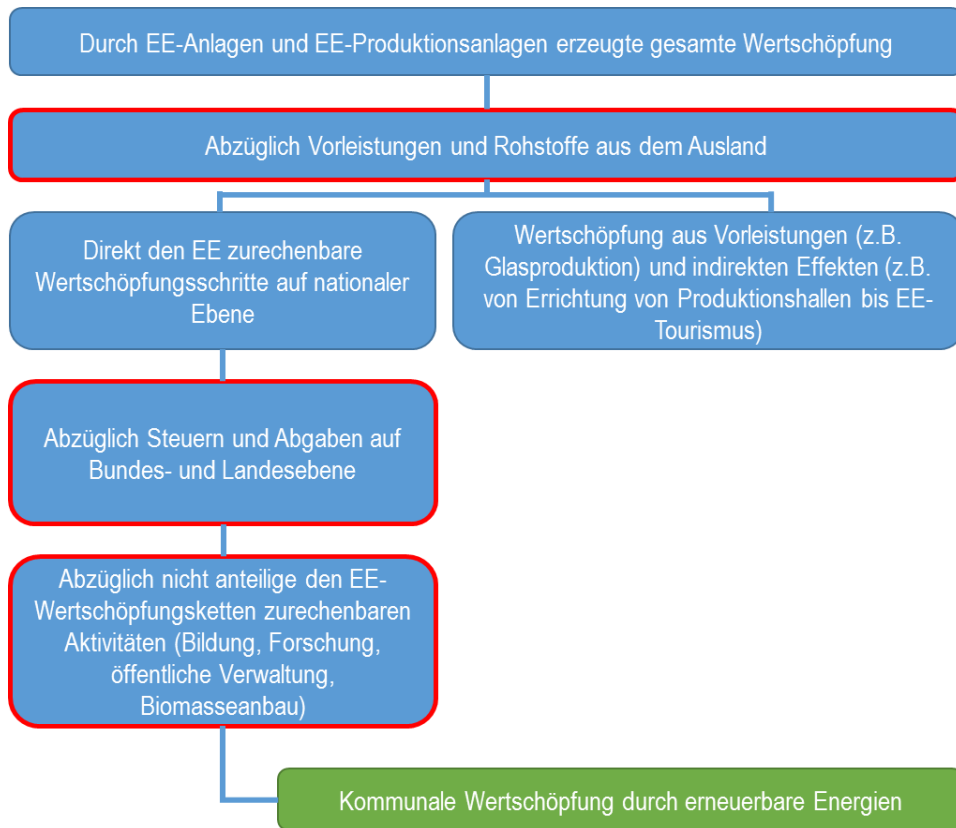 Durch EE-Anlagen und EE-Produktionsanlagen erzeugte gesamte Wertschöpfung
Abzüglich Vorleistungen und Rohstoffe aus dem Ausland
Direkt den EE zurechenbare
Wertschöpfungsschritte auf nationaler
Ebene
Wertschöpfung aus Vorleistungen (z.B.
Glasproduktion) und indirekten Effekten (z.B.
von Errichtung von Produktionshallen bis EE-
Tourismus)
Abzüglich Steuern und Abgaben auf
Bundes- und Landesebene
Abzüglich nicht anteilige den EE-
Wertschöpfungsketten zurechenbaren
Aktivitäten (Bildung, Forschung,
öffentliche Verwaltung,
Biomasseanbau)
Kommunale Wertschöpfung durch erneuerbare Energien